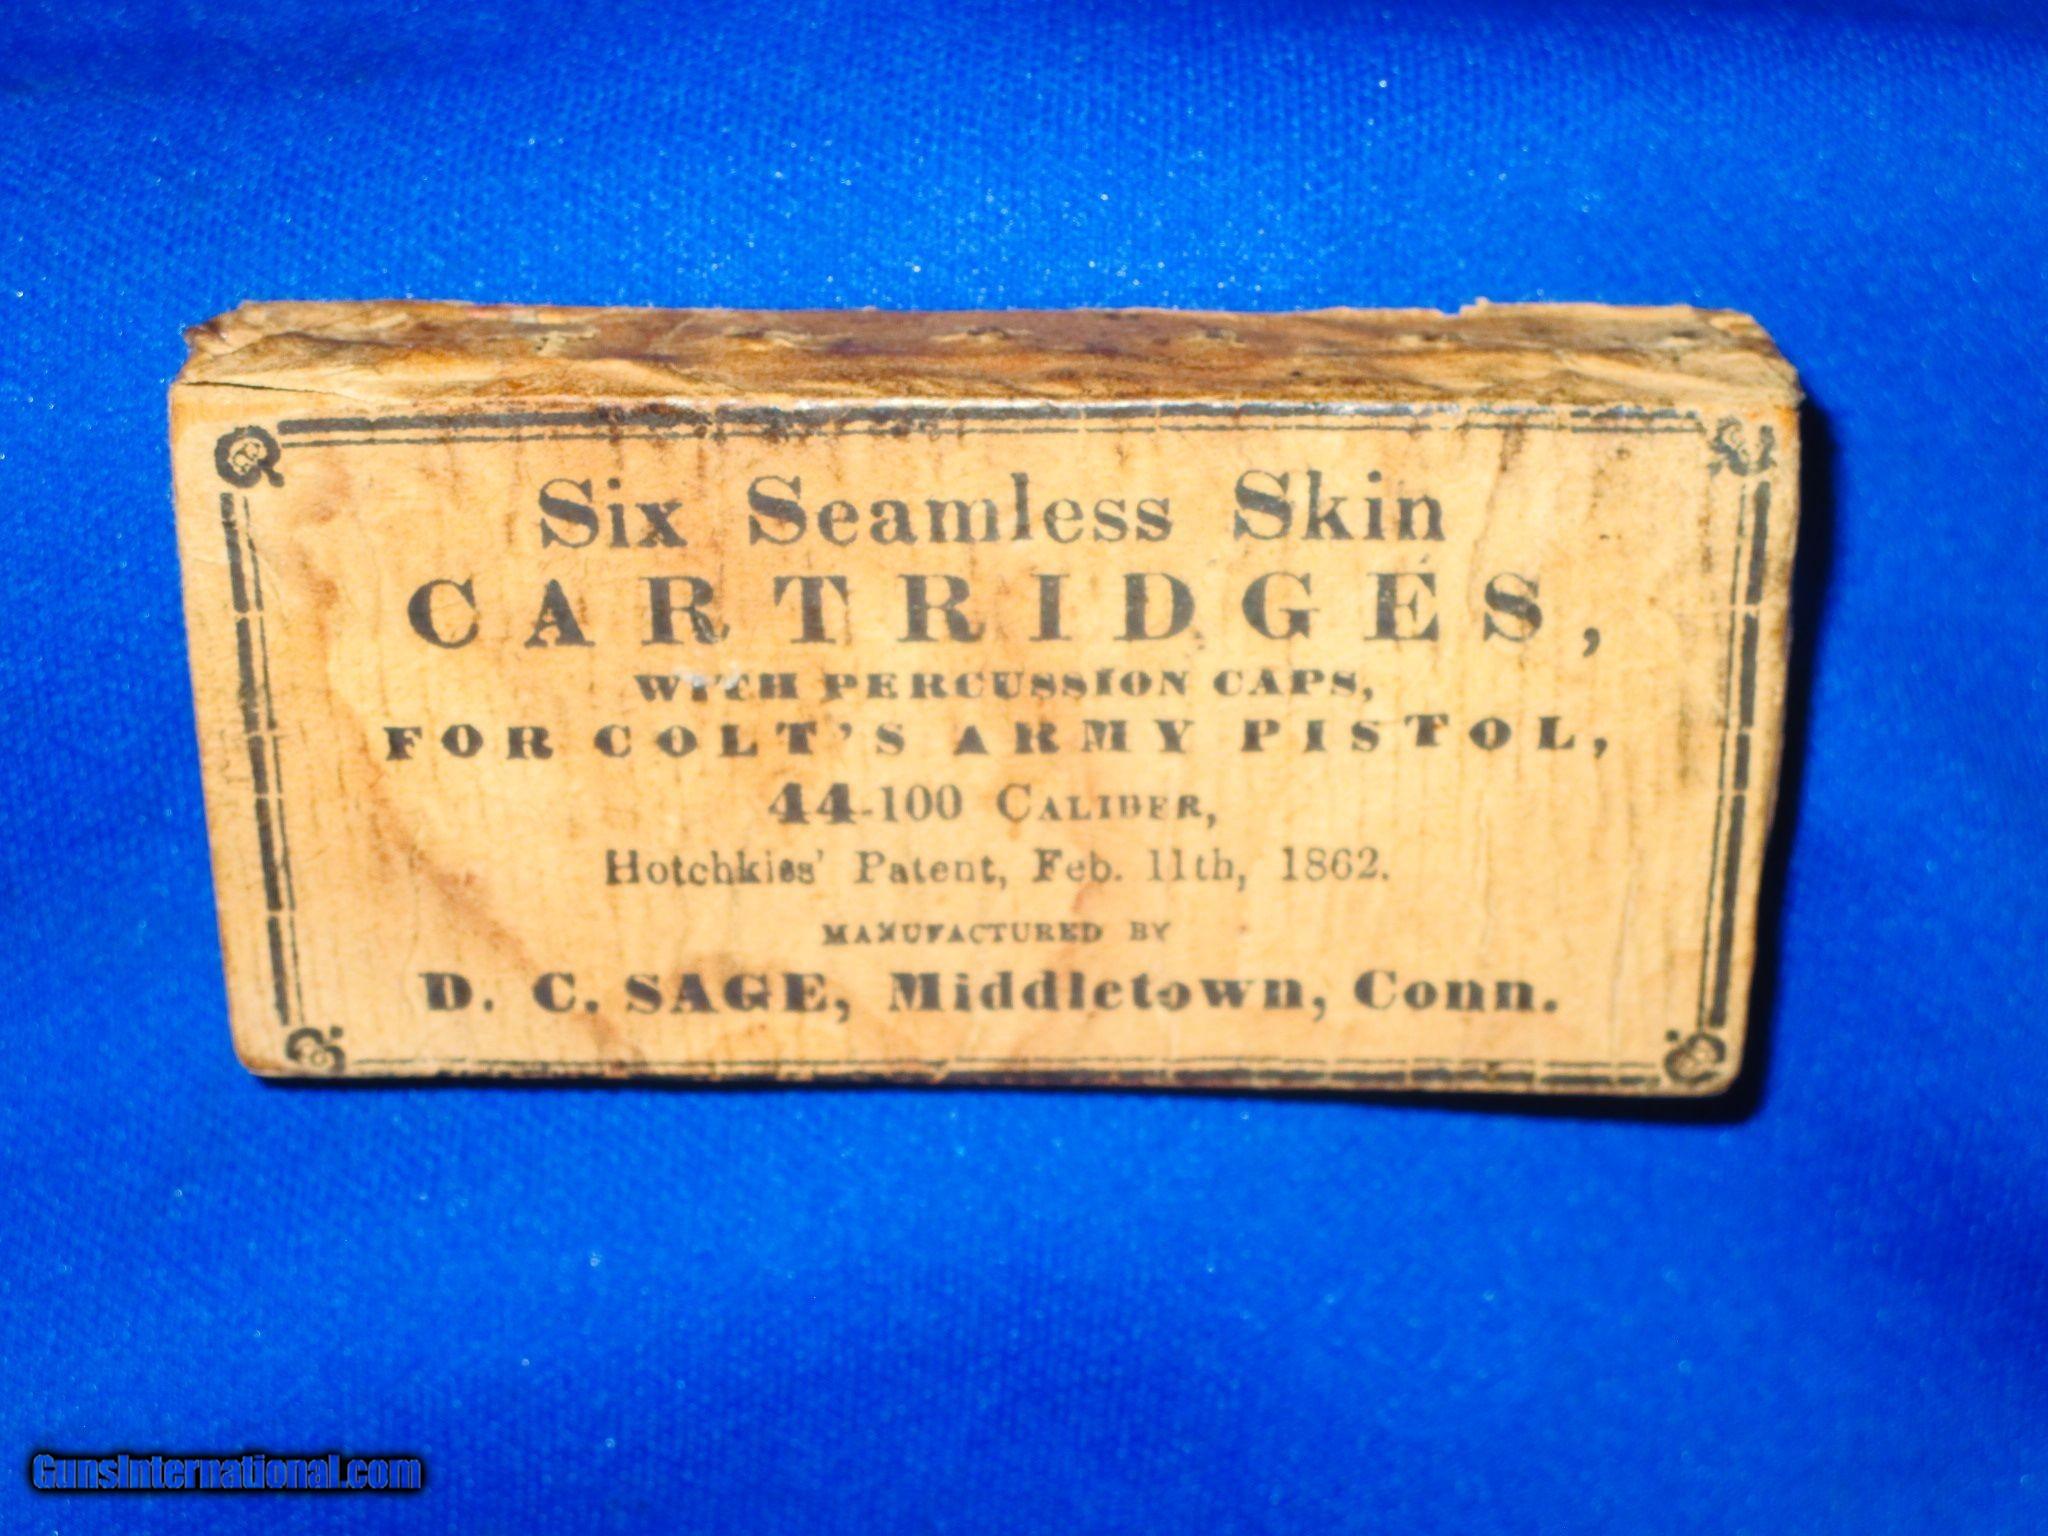 Six Seamless Skin
CARTRIDGES,
WITH PERCUSSION CAPS,
FOR COLT'S ARMY PISTOL,
44-100 CALIBER,
Hotchkiss' Patent, Feb. 11th, 1862.
MANUFACTURED BY
D. C. SAGE, Middletown, Conn.
GunsInternational.com